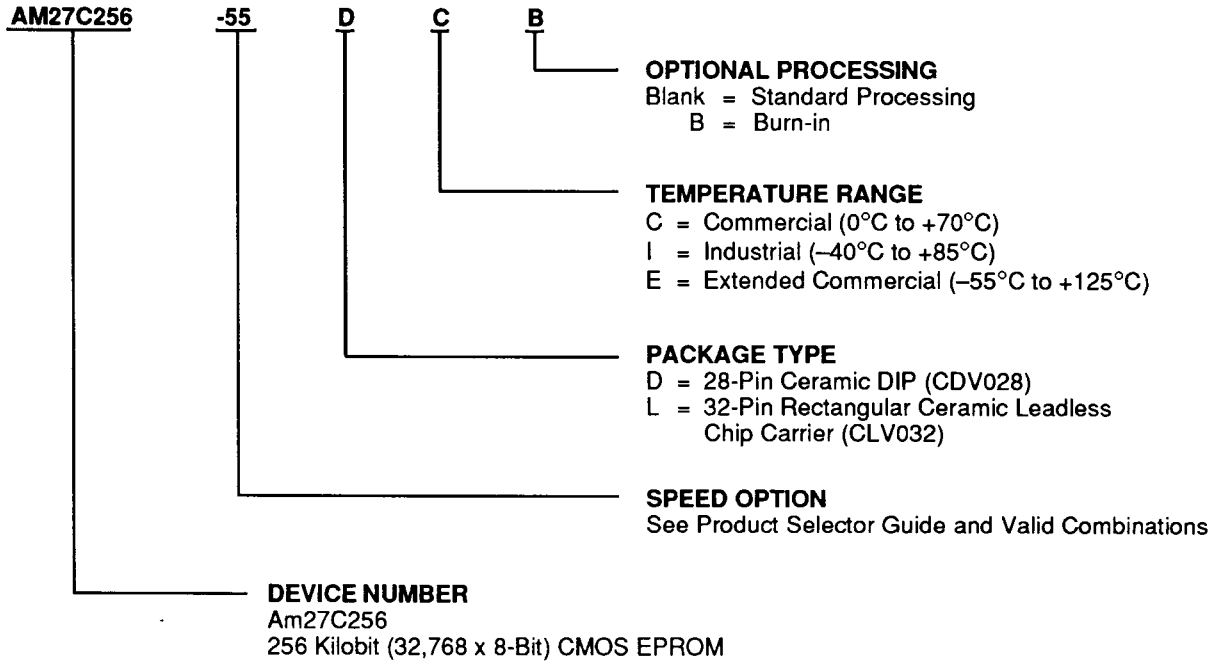 AM27C256 -55 D C B
OPTIONAL PROCESSING
Blank = Standard Processing
B = Burn-in
TEMPERATURE RANGE
C = Commercial (0°C to +70°C)
I = Industrial (–40°C to +85°C)
E = Extended Commercial (–55°C to +125°C)
PACKAGE TYPE
D = 28-Pin Ceramic DIP (CDV028)
L = 32-Pin Rectangular Ceramic Leadless
Chip Carrier (CLV032)
SPEED OPTION
See Product Selector Guide and Valid Combinations
DEVICE NUMBER
Am27C256
256 Kilobit (32,768 x 8-Bit) CMOS EPROM